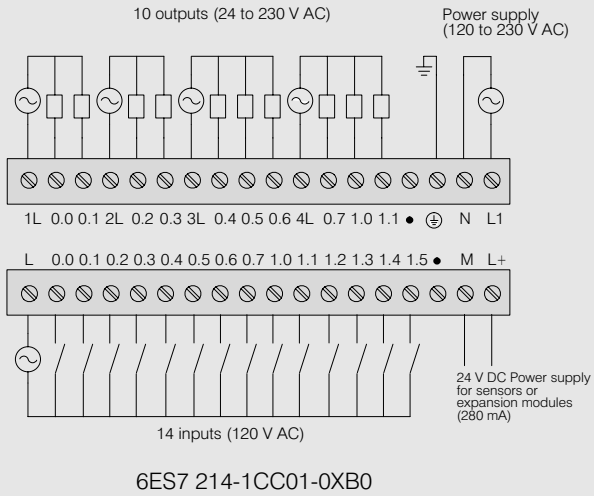 10 outputs (24 to 230 V AC)
Power supply
(120 to 230 V AC)
1L 0.0 0.1 2L 0.2 0.3 3L 0.4 0.5 0.6 4L 0.7 1.0 1.1 ● ⏚ N L1
L 0.0 0.1 0.2 0.3 0.4 0.5 0.6 0.7 1.0 1.1 1.2 1.3 1.4 1.5 ● M L+
24 V DC Power supply
for sensors or
expansion modules
(280 mA)
14 inputs (120 V AC)
6ES7 214-1CC01-0XB0